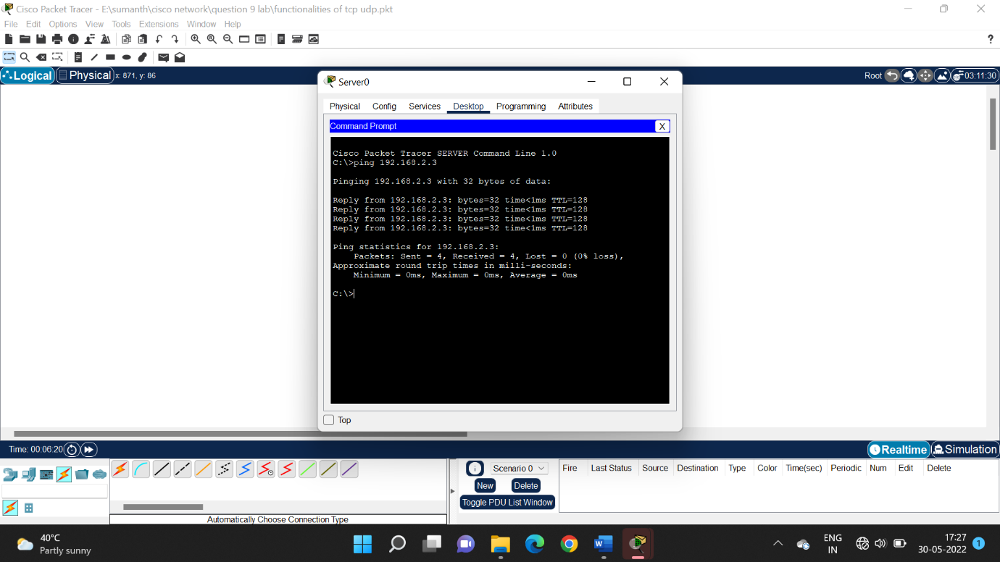 Cisco Packet Tracer - E:\sumanth\cisco network\question 9 lab\functionalities of tcp udp.pkt
File Edit Options View Tools Extensions Window Help
?
Logical Physical x: 871, y: 86
Root 03:11:30
Server0
Physical Config Services Desktop Programming Attributes
Command Prompt X
Cisco Packet Tracer SERVER Command Line 1.0
C:\>ping 192.168.2.3
Pinging 192.168.2.3 with 32 bytes of data:
Reply from 192.168.2.3: bytes=32 time<1ms TTL=128
Reply from 192.168.2.3: bytes=32 time<1ms TTL=128
Reply from 192.168.2.3: bytes=32 time<1ms TTL=128
Reply from 192.168.2.3: bytes=32 time<1ms TTL=128
Ping statistics for 192.168.2.3:
Packets: Sent = 4, Received = 4, Lost = 0 (0% loss),
Approximate round trip times in milli-seconds:
Minimum = 0ms, Maximum = 0ms, Average = 0ms
C:\>
Top
Time: 00:06:20
Realtime Simulation
Scenario 0
New Delete
Toggle PDU List Window
Fire Last Status Source Destination Type Color Time(sec) Periodic Num Edit Delete
Automatically Choose Connection Type
40°C
Partly sunny
ENG
IN
17:27
30-05-2022
1